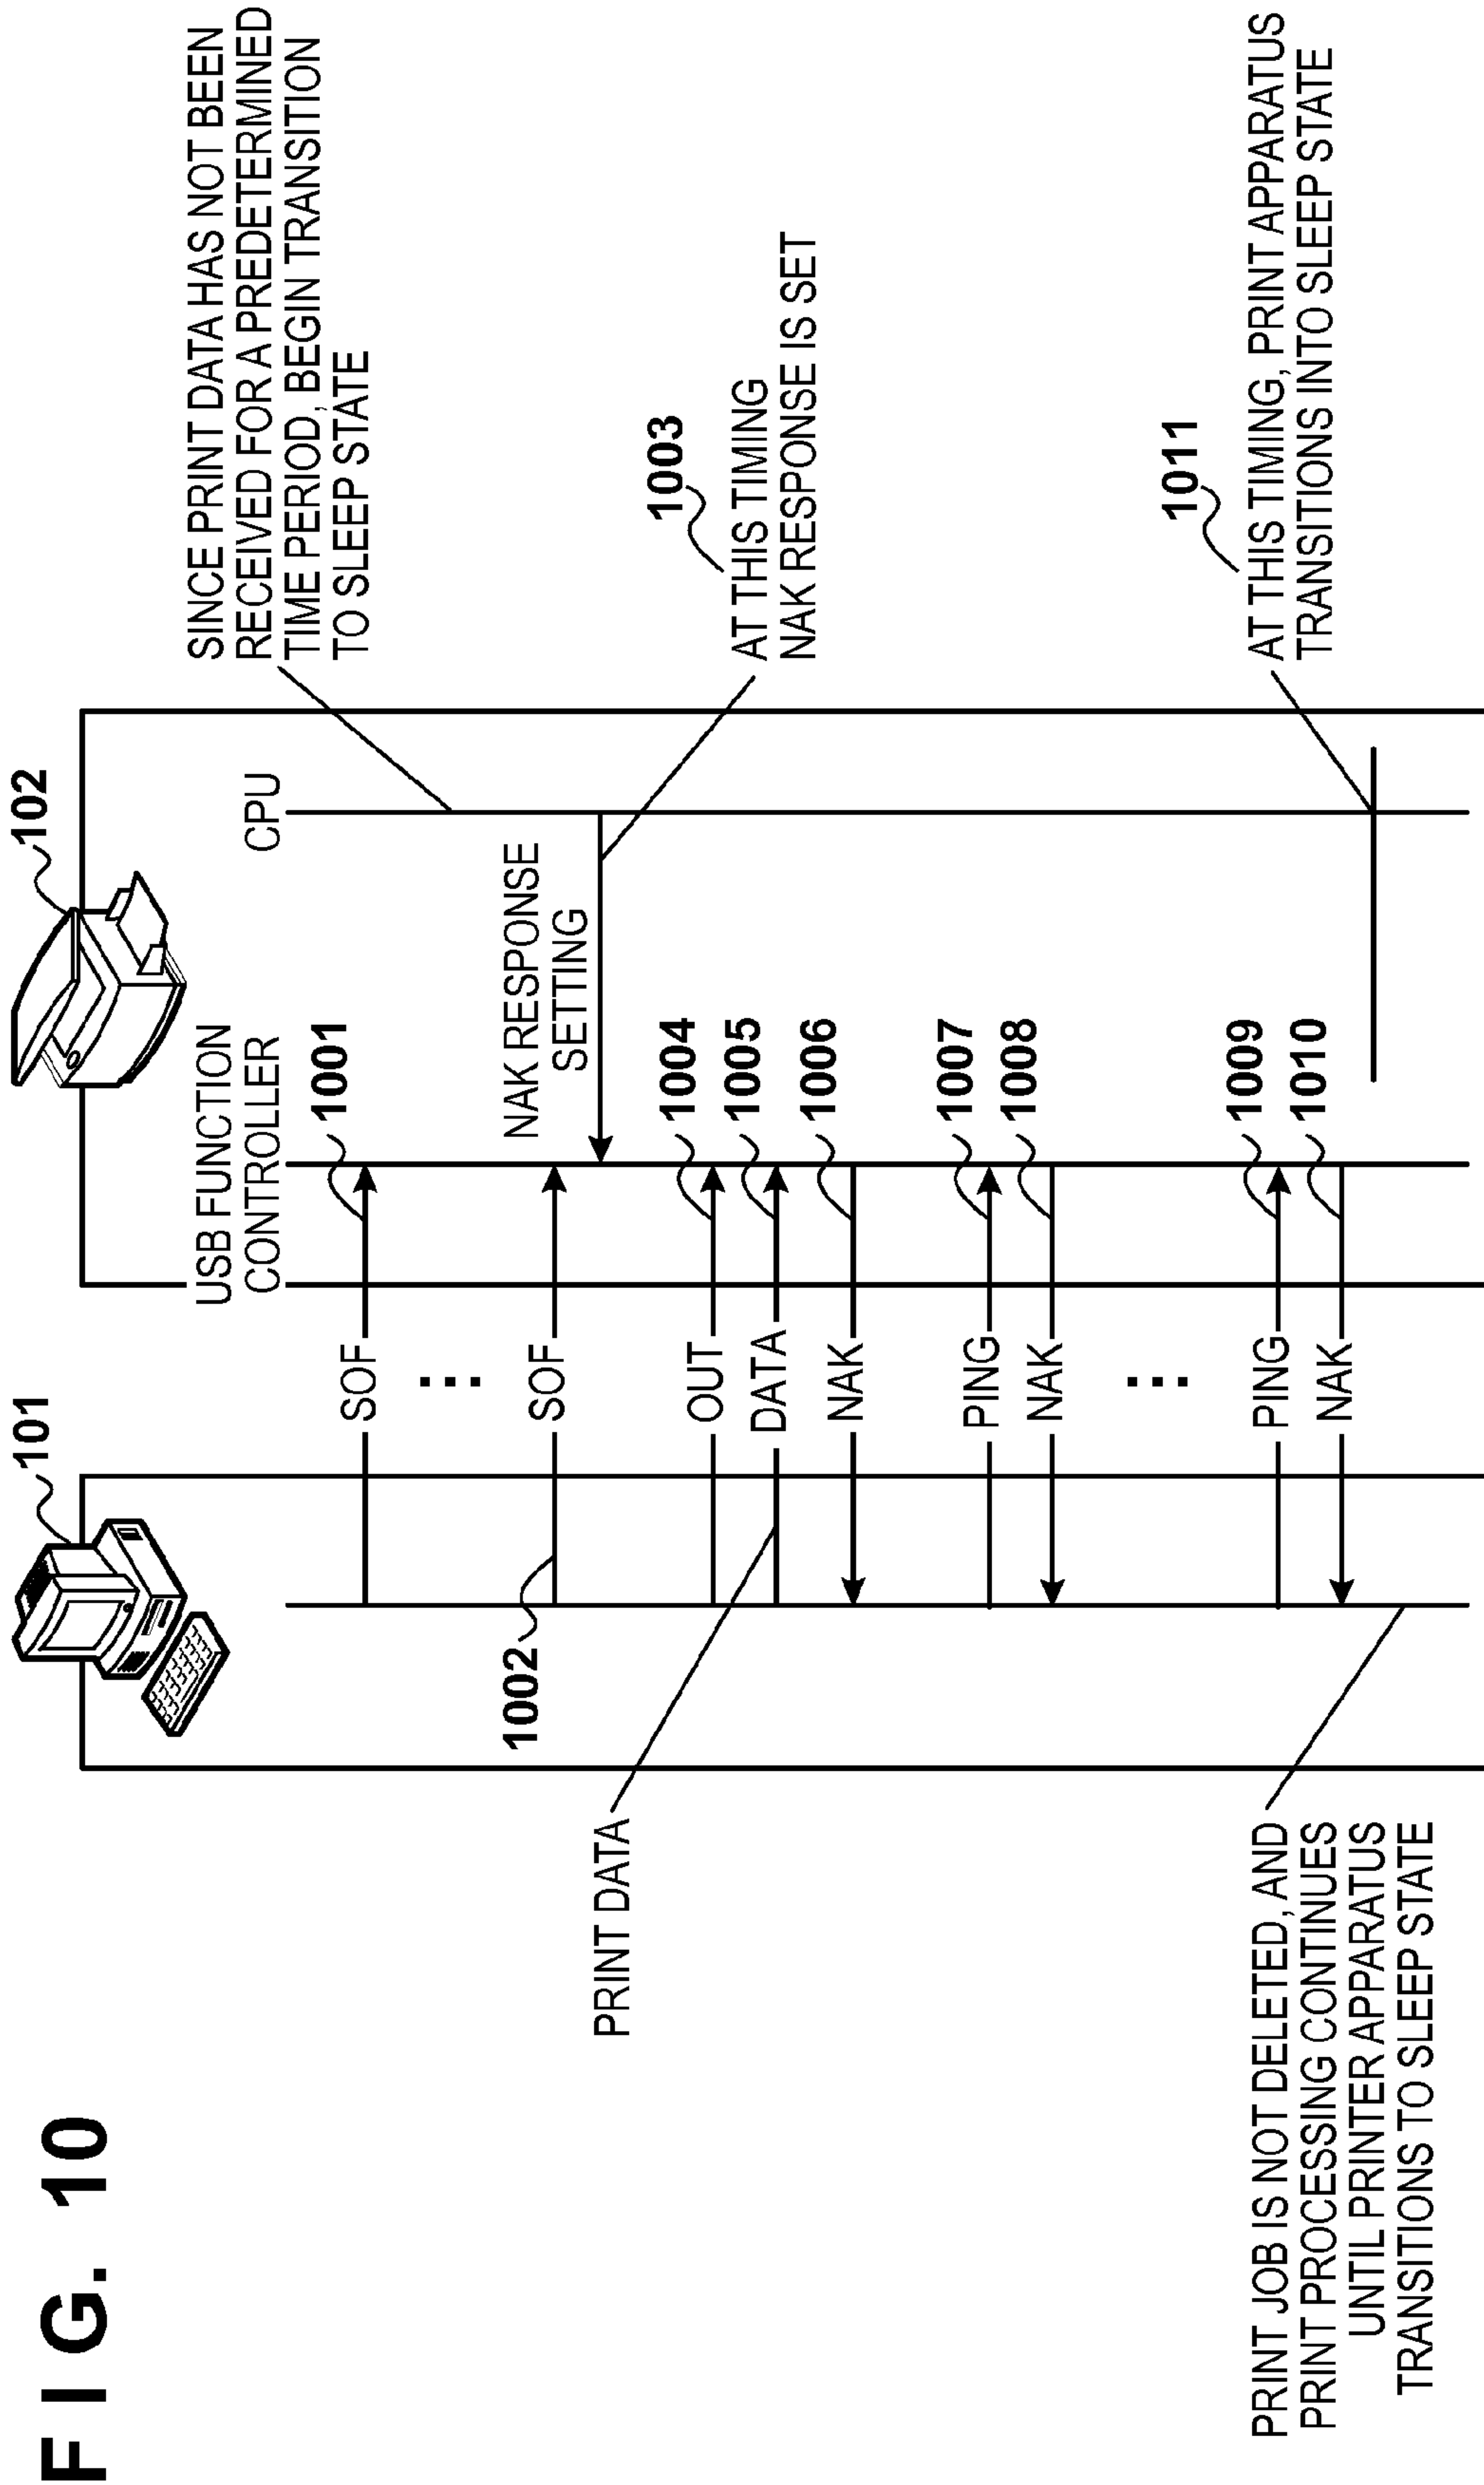 FIG. 10
101
102
USB FUNCTION
CONTROLLER
CPU
SINCE PRINT DATA HAS NOT BEEN
RECEIVED FOR A PREDETERMINED
TIME PERIOD, BEGIN TRANSITION
TO SLEEP STATE
SOF
1001
⋮
1002
SOF
NAK RESPONSE
SETTING
1003
AT THIS TIMING
NAK RESPONSE IS SET
PRINT DATA
OUT
1004
DATA
1005
NAK
1006
PING
1007
NAK
1008
⋮
PING
1009
NAK
1010
1011
AT THIS TIMING, PRINT APPARATUS
TRANSITIONS INTO SLEEP STATE
PRINT JOB IS NOT DELETED, AND
PRINT PROCESSING CONTINUES
UNTIL PRINTER APPARATUS
TRANSITIONS TO SLEEP STATE